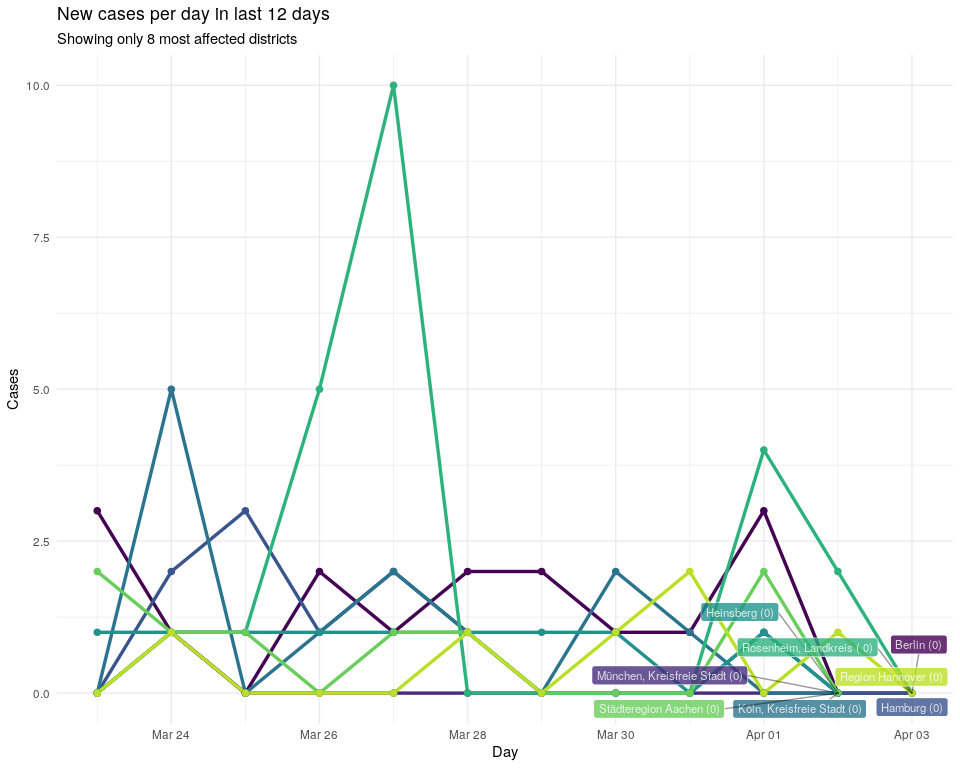 New cases per day in last 12 days
Showing only 8 most affected districts
10.0
7.5
5.0
2.5
0.0
Cases
Heinsberg (0)
Rosenheim, Landkreis (0)
Berlin (0)
München, Kreisfreie Stadt (0)
Region Hannover (0)
Städteregion Aachen (0)
Köln, Kreisfreie Stadt (0)
Hamburg (0)
Mar 24
Mar 26
Mar 28
Mar 30
Apr 01
Apr 03
Day